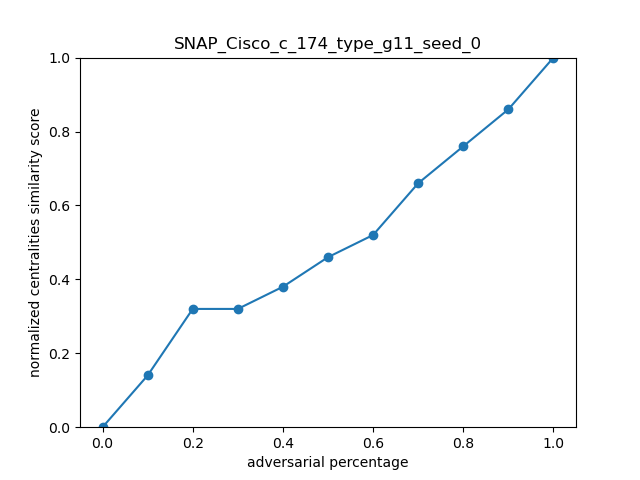 SNAP_Cisco_c_174_type_g11_seed_0
normalized centralities similarity score
1.0
0.8
0.6
0.4
0.2
0.0
0.0 0.2 0.4 0.6 0.8 1.0
adversarial percentage